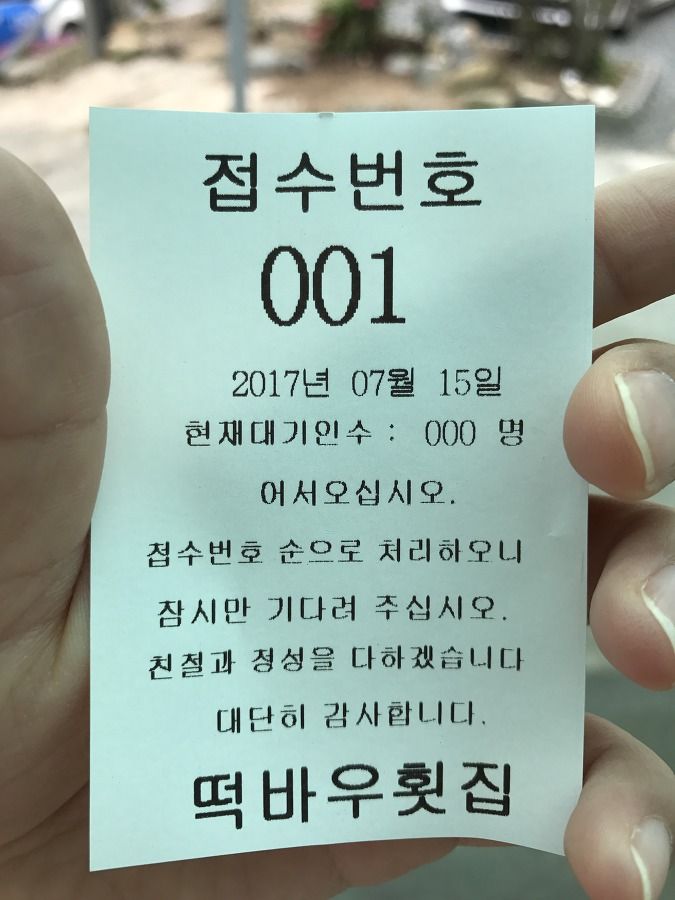 접수번호
001
2017년 07월 15일
현재대기인수 : 000 명
어서오십시오.
접수번호 순으로 처리하오니
잠시만 기다려 주십시오.
친절과 정성을 다하겠습니다
대단히 감사합니다.
떡바우횟집